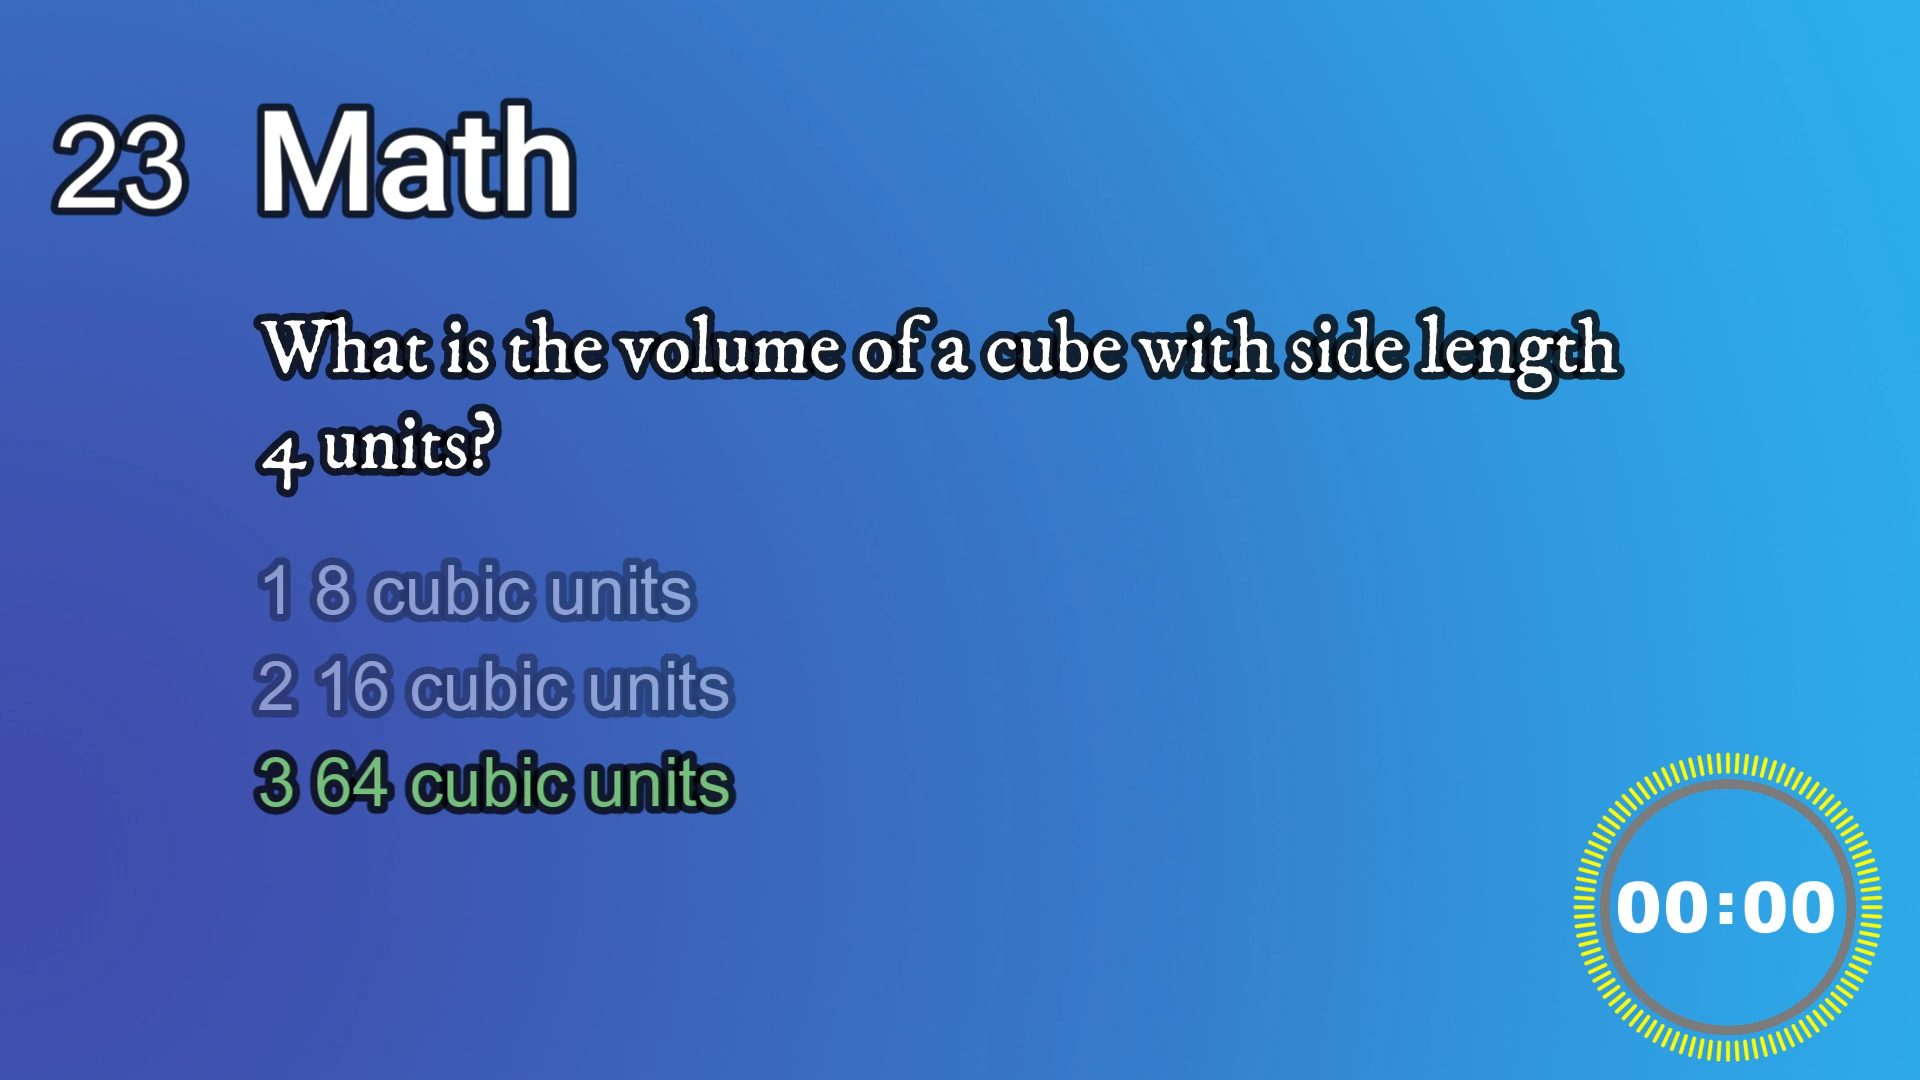 23 Math
What is the volume of a cube with side length
4 units?
1 8 cubic units
2 16 cubic units
3 64 cubic units
00:00